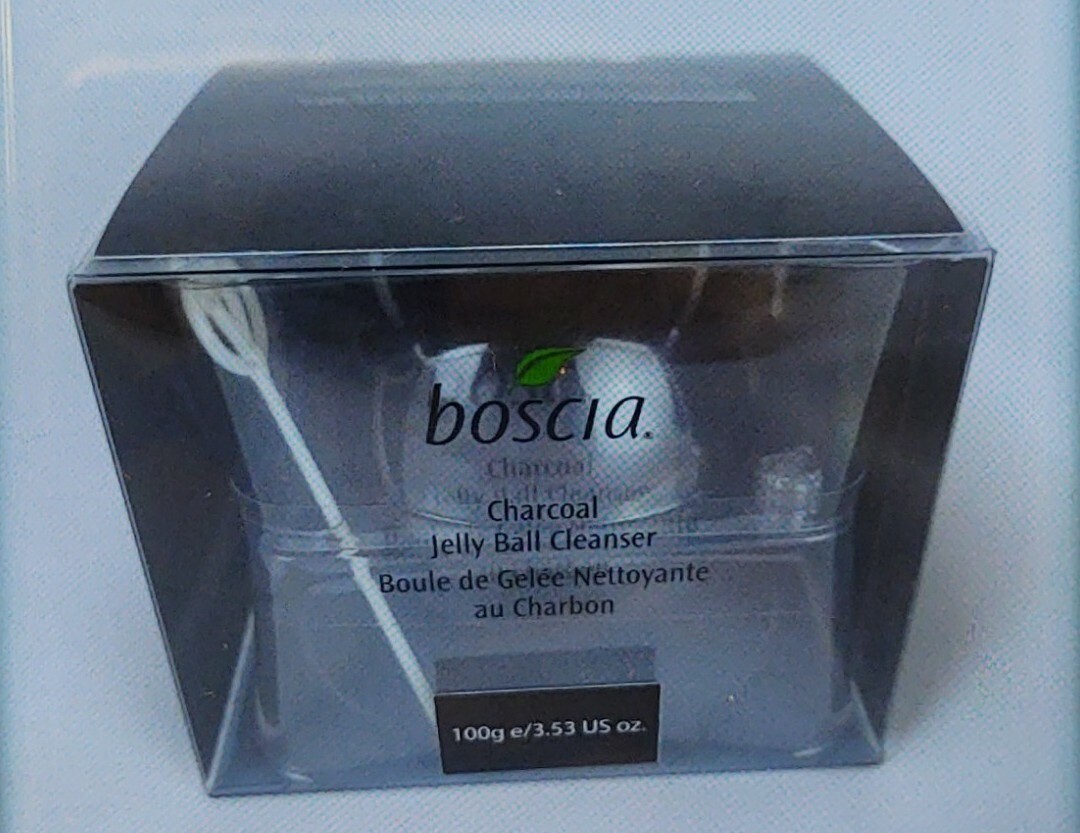 boscia.
Charcoal
Jelly Ball Cleanser
Boule de Gelée Nettoyante
au Charbon
100g e/3.53 US oz.